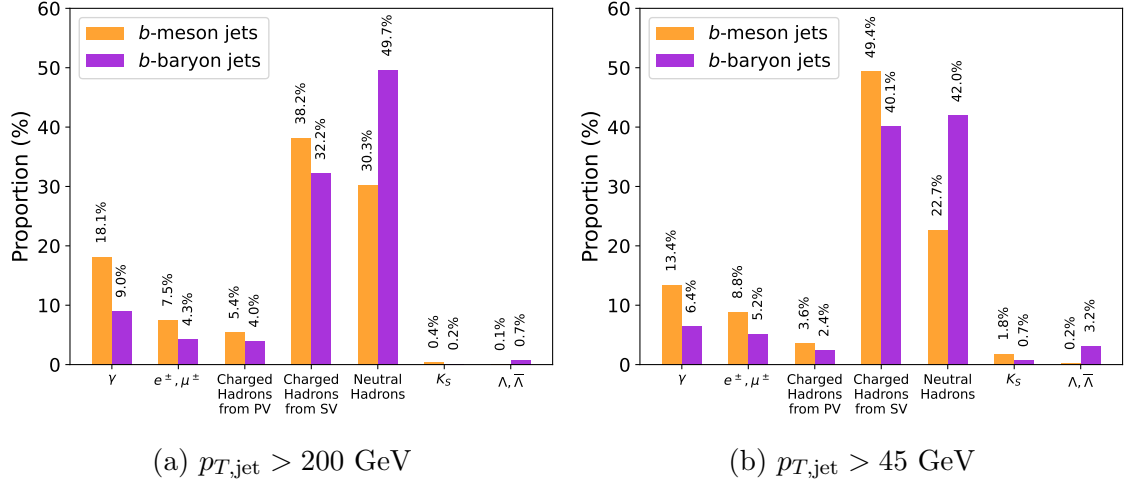 60
50
40
30
20
10
0
Proportion (%)
b-meson jets
b-baryon jets
18.1%
9.0%
7.5%
4.3%
5.4%
4.0%
38.2%
32.2%
30.3%
49.7%
0.4%
0.2%
0.1%
0.7%
γ
e±, μ±
Charged
Hadrons
from PV
Charged
Hadrons
from SV
Neutral
Hadrons
K_S
Λ, Λ̅
(a) p_{T,jet} > 200 GeV
60
50
40
30
20
10
0
Proportion (%)
b-meson jets
b-baryon jets
13.4%
6.4%
8.8%
5.2%
3.6%
2.4%
49.4%
40.1%
22.7%
42.0%
1.8%
0.7%
0.2%
3.2%
γ
e±, μ±
Charged
Hadrons
from PV
Charged
Hadrons
from SV
Neutral
Hadrons
K_S
Λ, Λ̅
(b) p_{T,jet} > 45 GeV